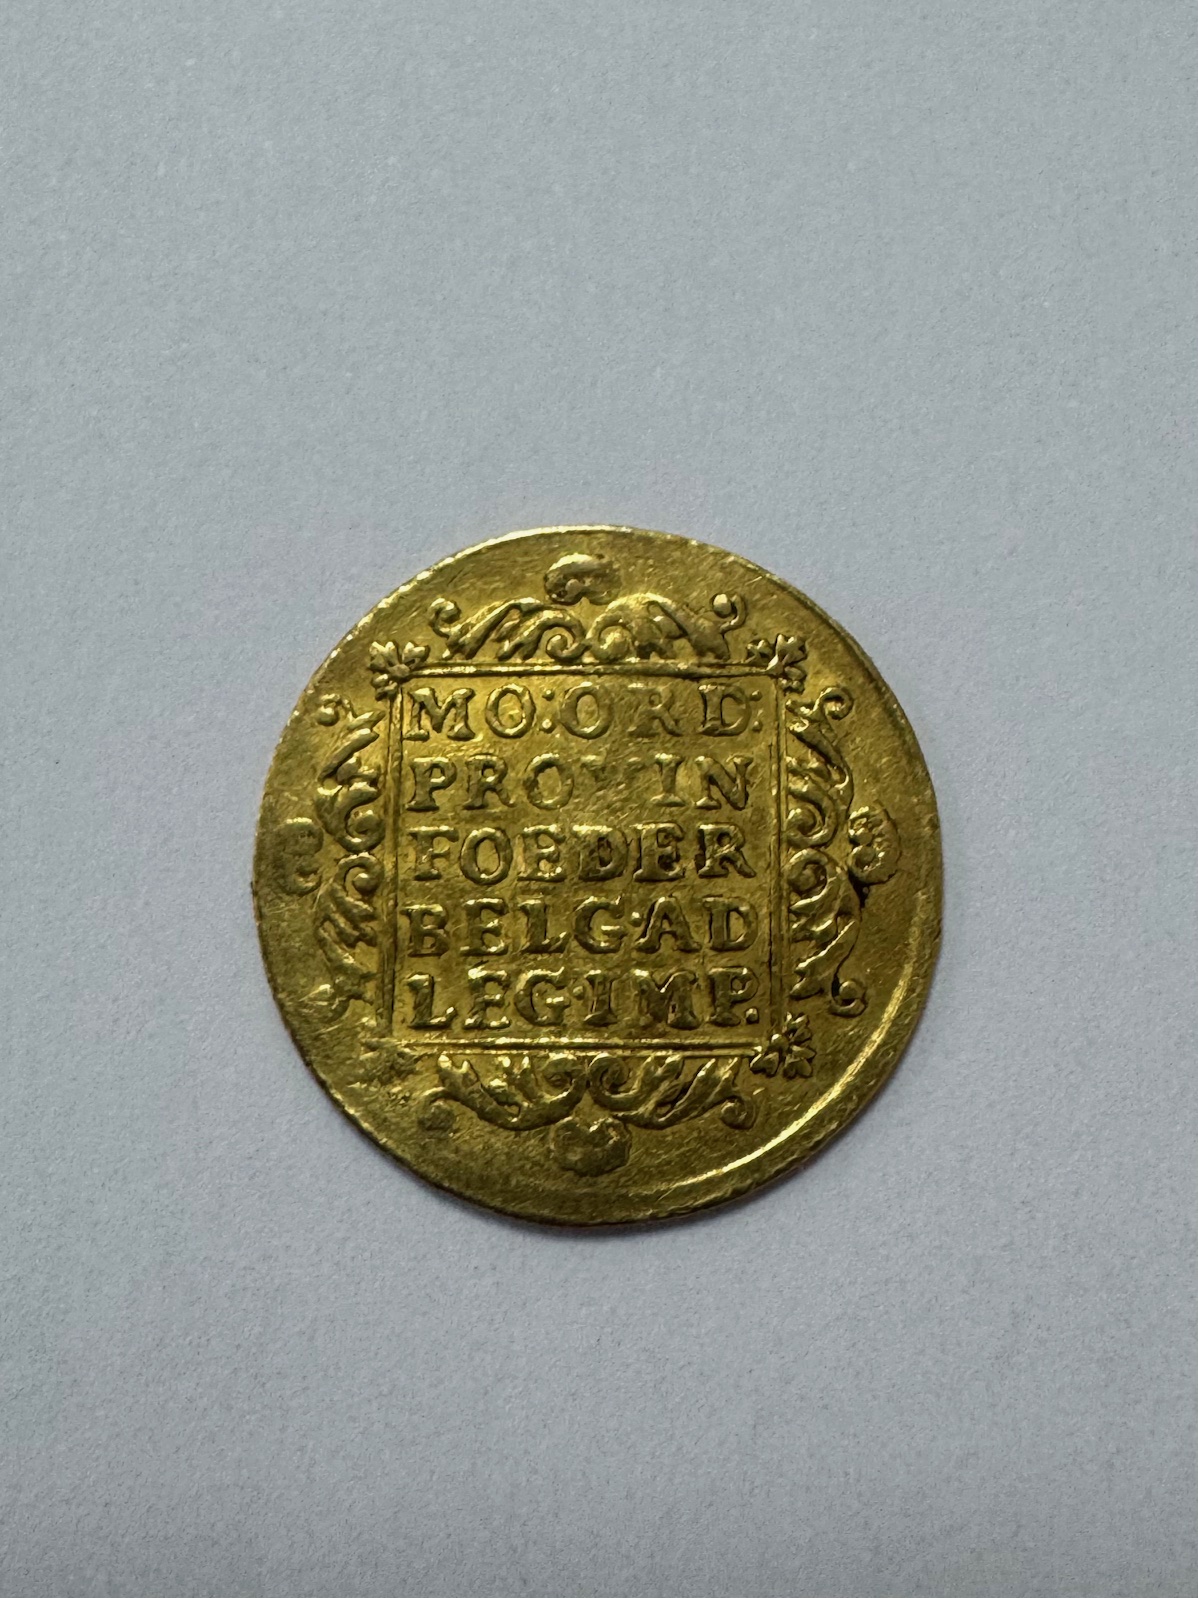 MO:ORD:
PROVIN
FOEDER
BELG·AD
LEG·IMP.